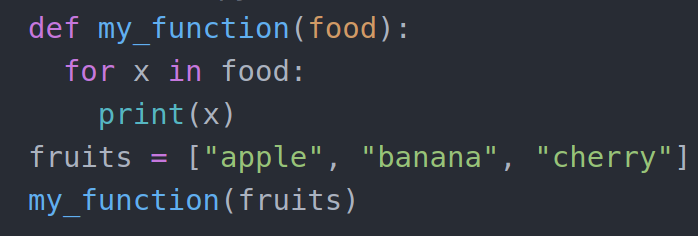 def my_function(food):
  for x in food:
    print(x)
fruits = ["apple", "banana", "cherry"]
my_function(fruits)